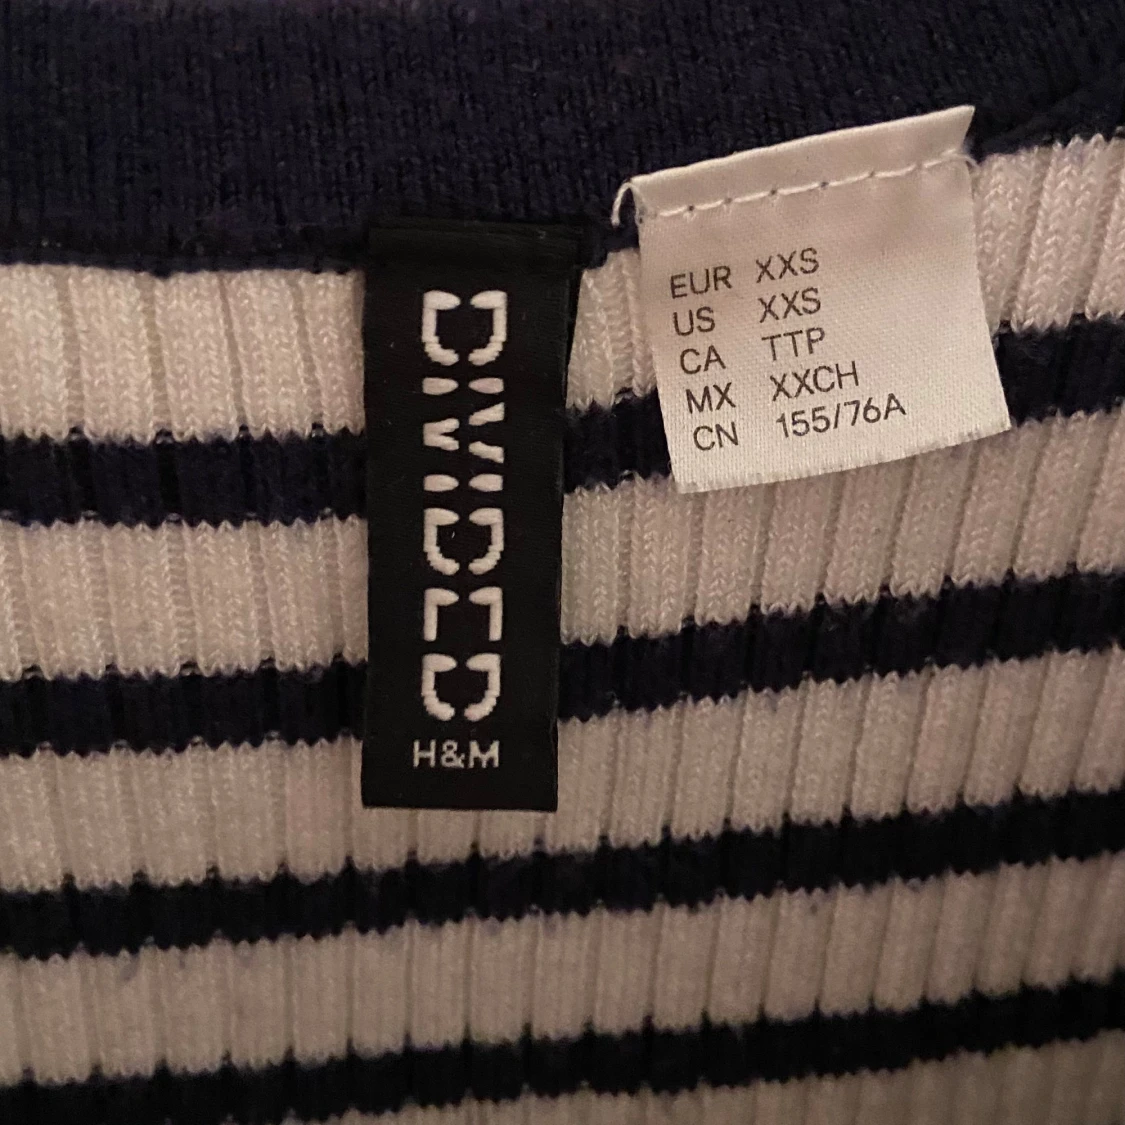 DIVIDED
H&M
EUR XXS
US XXS
CA TTP
MX XXCH
CN 155/76A